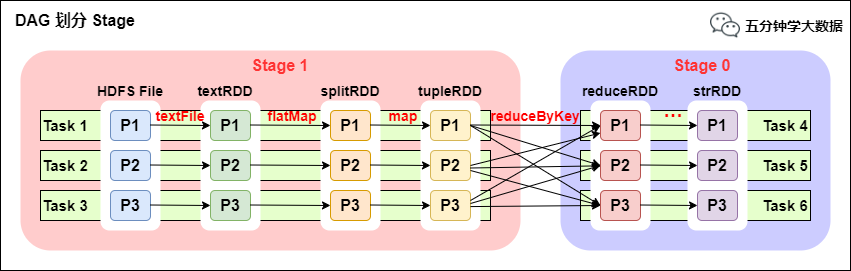 DAG 划分 Stage
五分钟学大数据
Stage 1
Stage 0
HDFS File
textRDD
splitRDD
tupleRDD
reduceRDD
strRDD
textFile
flatMap
map
reduceByKey
...
Task 1
P1
P1
P1
P1
P1
P1
Task 4
Task 2
P2
P2
P2
P2
P2
P2
Task 5
Task 3
P3
P3
P3
P3
P3
P3
Task 6